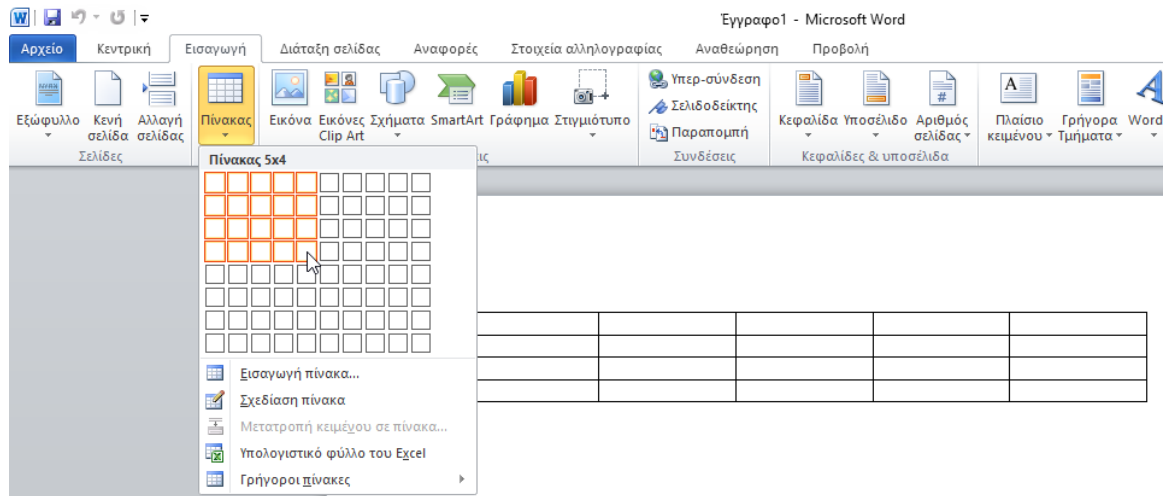 Έγγραφο1 - Microsoft Word
Αρχείο Κεντρική Εισαγωγή Διάταξη σελίδας Αναφορές Στοιχεία αλληλογραφίας Αναθεώρηση Προβολή
Εξώφυλλο Κενή σελίδα Αλλαγή σελίδας
Σελίδες
Πίνακας
Εικόνα Εικόνες Clip Art Σχήματα SmartArt Γράφημα Στιγμιότυπο
Υπερ-σύνδεση
Σελιδοδείκτης
Παραπομπή
Συνδέσεις
Κεφαλίδα Υποσέλιδο Αριθμός σελίδας
Κεφαλίδες & υποσέλιδα
A
Πλαίσιο κειμένου Γρήγορα Τμήματα Word
Πίνακας 5x4
Εισαγωγή πίνακα...
Σχεδίαση πίνακα
Μετατροπή κειμένου σε πίνακα...
Υπολογιστικό φύλλο του Excel
Γρήγοροι πίνακες